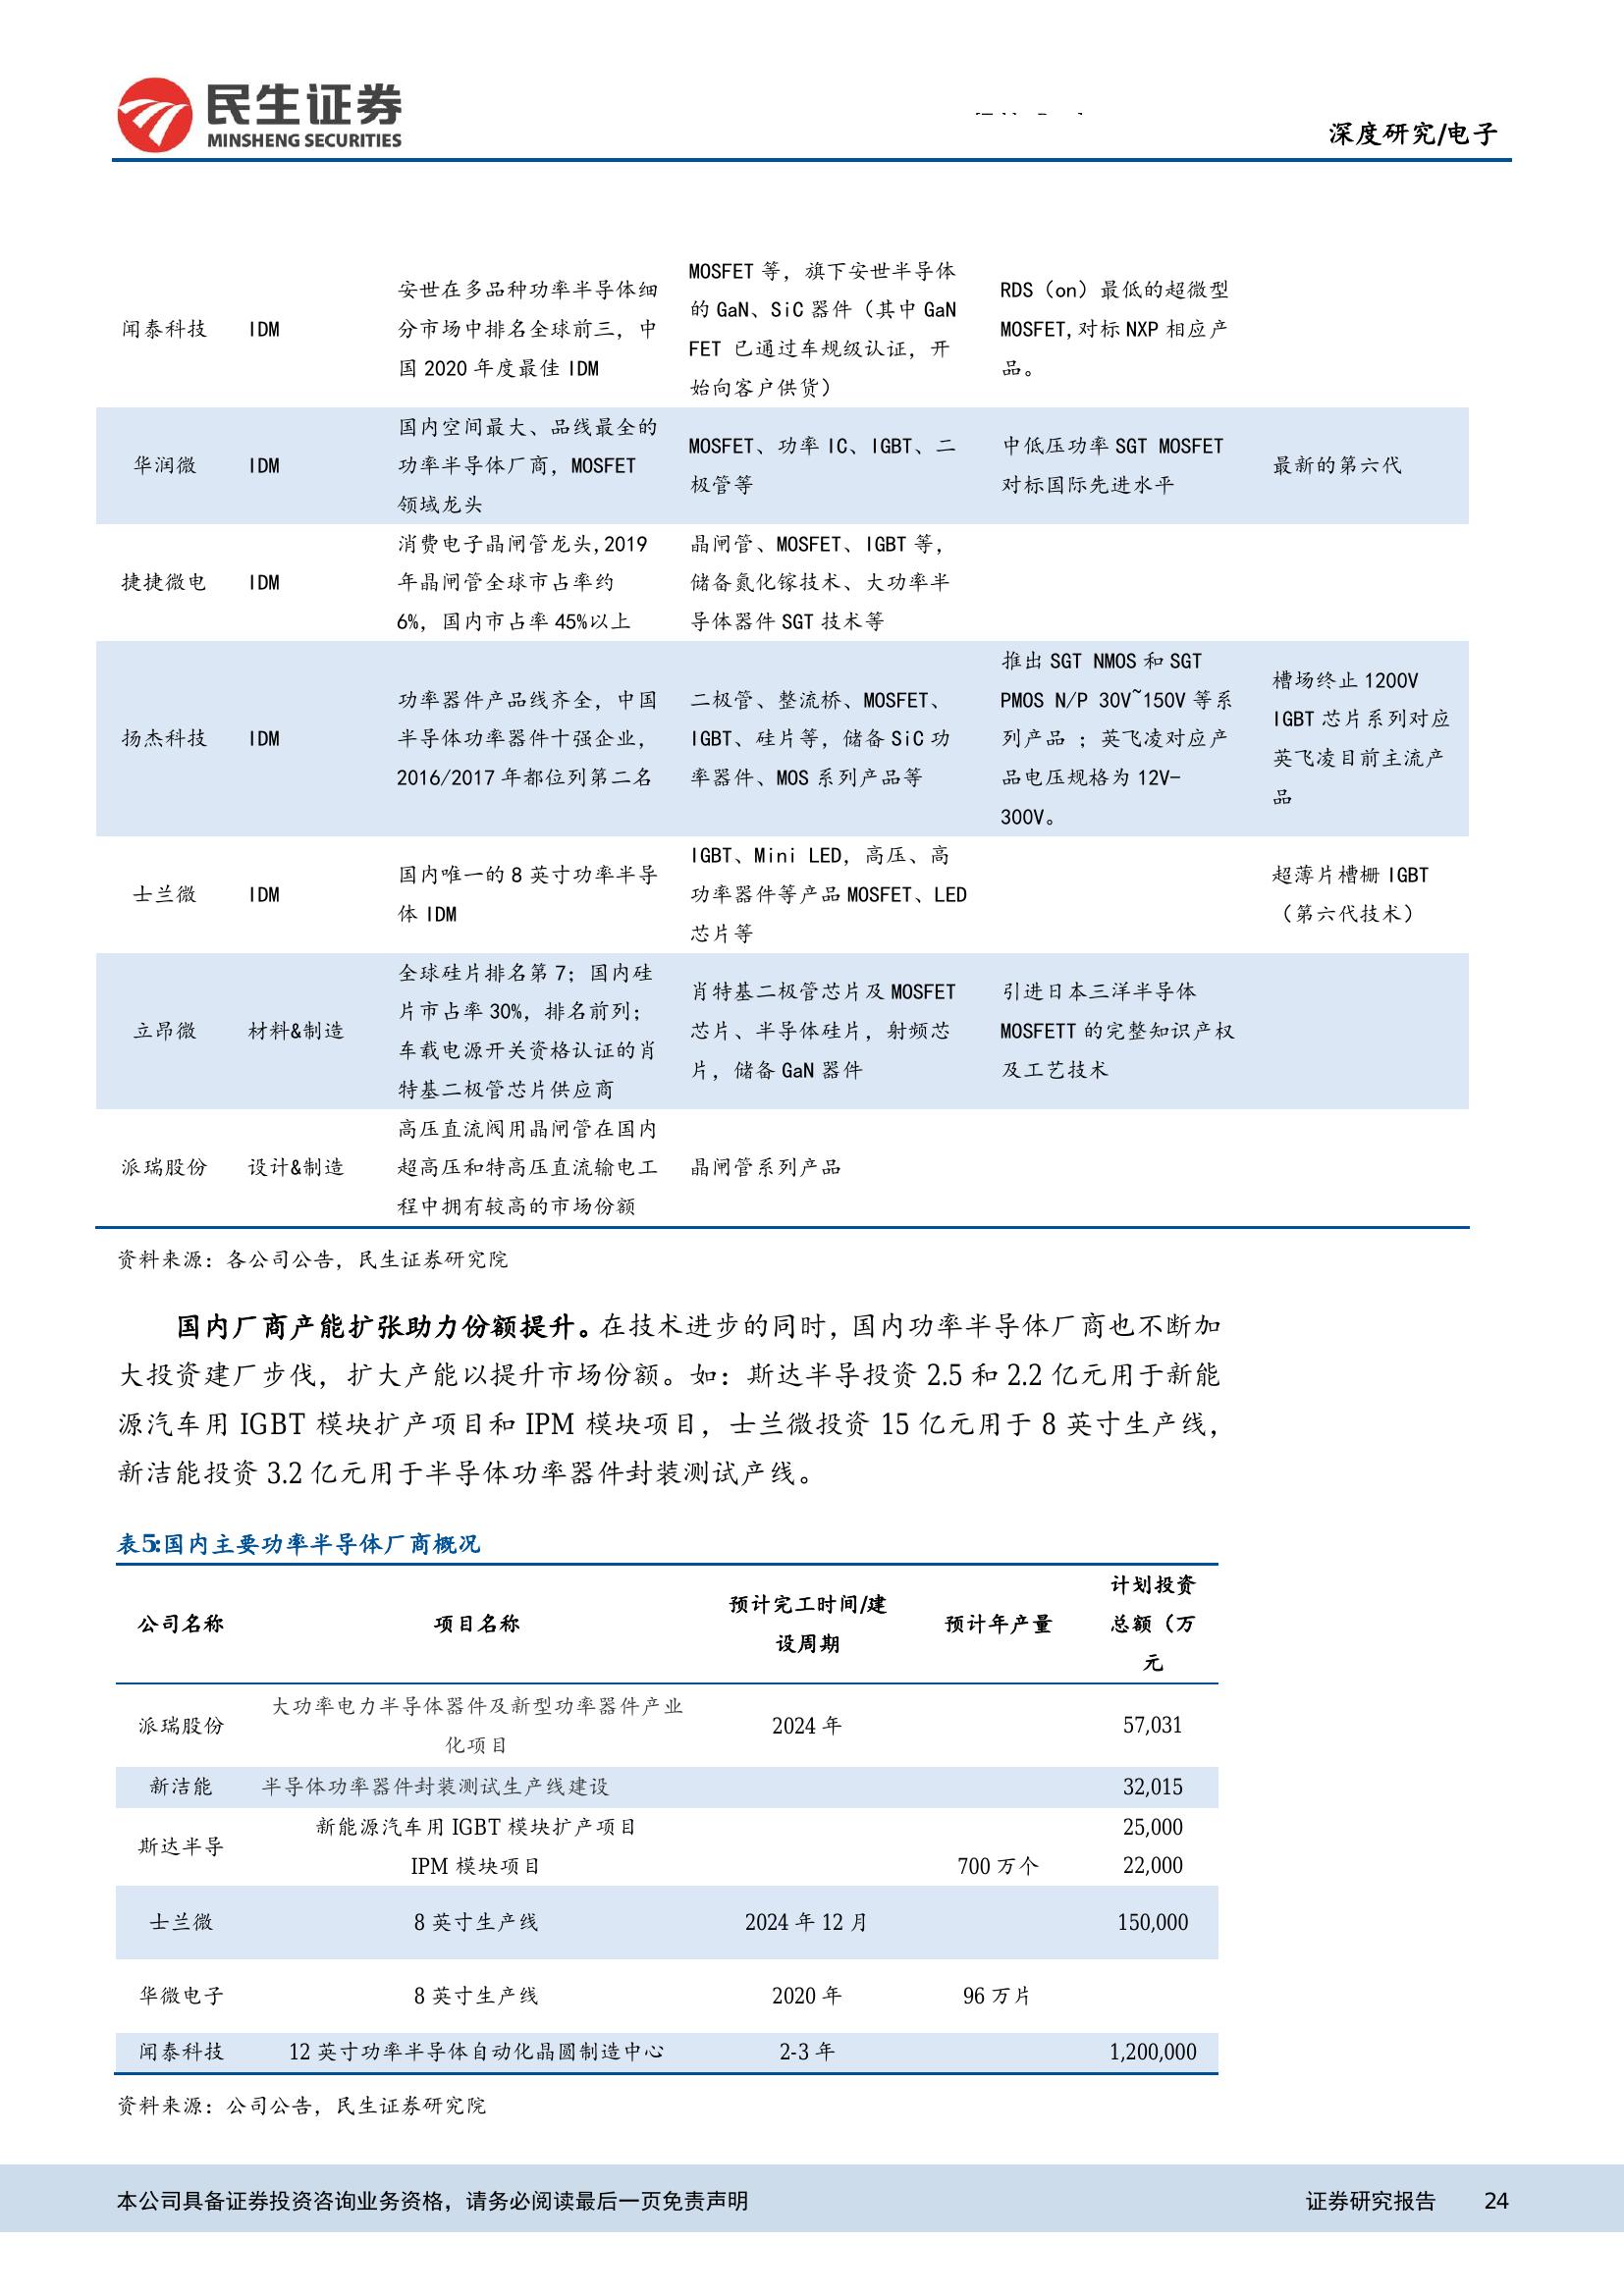 民生证券
MINSHENG SECURITIES
深度研究/电子
闻泰科技 IDM 安世在多品种功率半导体细分市场中排名全球前三，中国 2020 年度最佳 IDM MOSFET 等，旗下安世半导体的 GaN、SiC 器件（其中 GaN FET 已通过车规级认证，开始向客户供货） RDS（on）最低的超微型 MOSFET,对标 NXP 相应产品。
华润微 IDM 国内空间最大、品线最全的功率半导体厂商，MOSFET 领域龙头 MOSFET、功率 IC、IGBT、二极管等 中低压功率 SGT MOSFET 对标国际先进水平 最新的第六代
捷捷微电 IDM 消费电子晶闸管龙头,2019 年晶闸管全球市占率约 6%，国内市占率 45%以上 晶闸管、MOSFET、IGBT 等，储备氮化镓技术、大功率半导体器件 SGT 技术等
扬杰科技 IDM 功率器件产品线齐全，中国半导体功率器件十强企业，2016/2017 年都位列第二名 二极管、整流桥、MOSFET、IGBT、硅片等，储备 SiC 功率器件、MOS 系列产品等 推出 SGT NMOS 和 SGT PMOS N/P 30V~150V 等系列产品 ；英飞凌对应产品电压规格为 12V-300V。 槽场终止 1200V IGBT 芯片系列对应英飞凌目前主流产品
士兰微 IDM 国内唯一的 8 英寸功率半导体 IDM IGBT、Mini LED，高压、高功率器件等产品 MOSFET、LED 芯片等 超薄片槽栅 IGBT（第六代技术）
立昂微 材料&制造 全球硅片排名第 7；国内硅片市占率 30%，排名前列；车载电源开关资格认证的肖特基二极管芯片供应商 肖特基二极管芯片及 MOSFET 芯片、半导体硅片，射频芯片，储备 GaN 器件 引进日本三洋半导体 MOSFETT 的完整知识产权及工艺技术
派瑞股份 设计&制造 高压直流阀用晶闸管在国内超高压和特高压直流输电工程中拥有较高的市场份额 晶闸管系列产品
资料来源：各公司公告，民生证券研究院
国内厂商产能扩张助力份额提升。在技术进步的同时，国内功率半导体厂商也不断加
大投资建厂步伐，扩大产能以提升市场份额。如：斯达半导投资 2.5 和 2.2 亿元用于新能
源汽车用 IGBT 模块扩产项目和 IPM 模块项目，士兰微投资 15 亿元用于 8 英寸生产线，
新洁能投资 3.2 亿元用于半导体功率器件封装测试产线。
表5:国内主要功率半导体厂商概况
公司名称 项目名称 预计完工时间/建设周期 预计年产量 计划投资总额（万元
派瑞股份 大功率电力半导体器件及新型功率器件产业化项目 2024 年 57,031
新洁能 半导体功率器件封装测试生产线建设 32,015
斯达半导 新能源汽车用 IGBT 模块扩产项目 25,000
IPM 模块项目 700 万个 22,000
士兰微 8 英寸生产线 2024 年 12 月 150,000
华微电子 8 英寸生产线 2020 年 96 万片
闻泰科技 12 英寸功率半导体自动化晶圆制造中心 2-3 年 1,200,000
资料来源：公司公告，民生证券研究院
本公司具备证券投资咨询业务资格，请务必阅读最后一页免责声明 证券研究报告 24